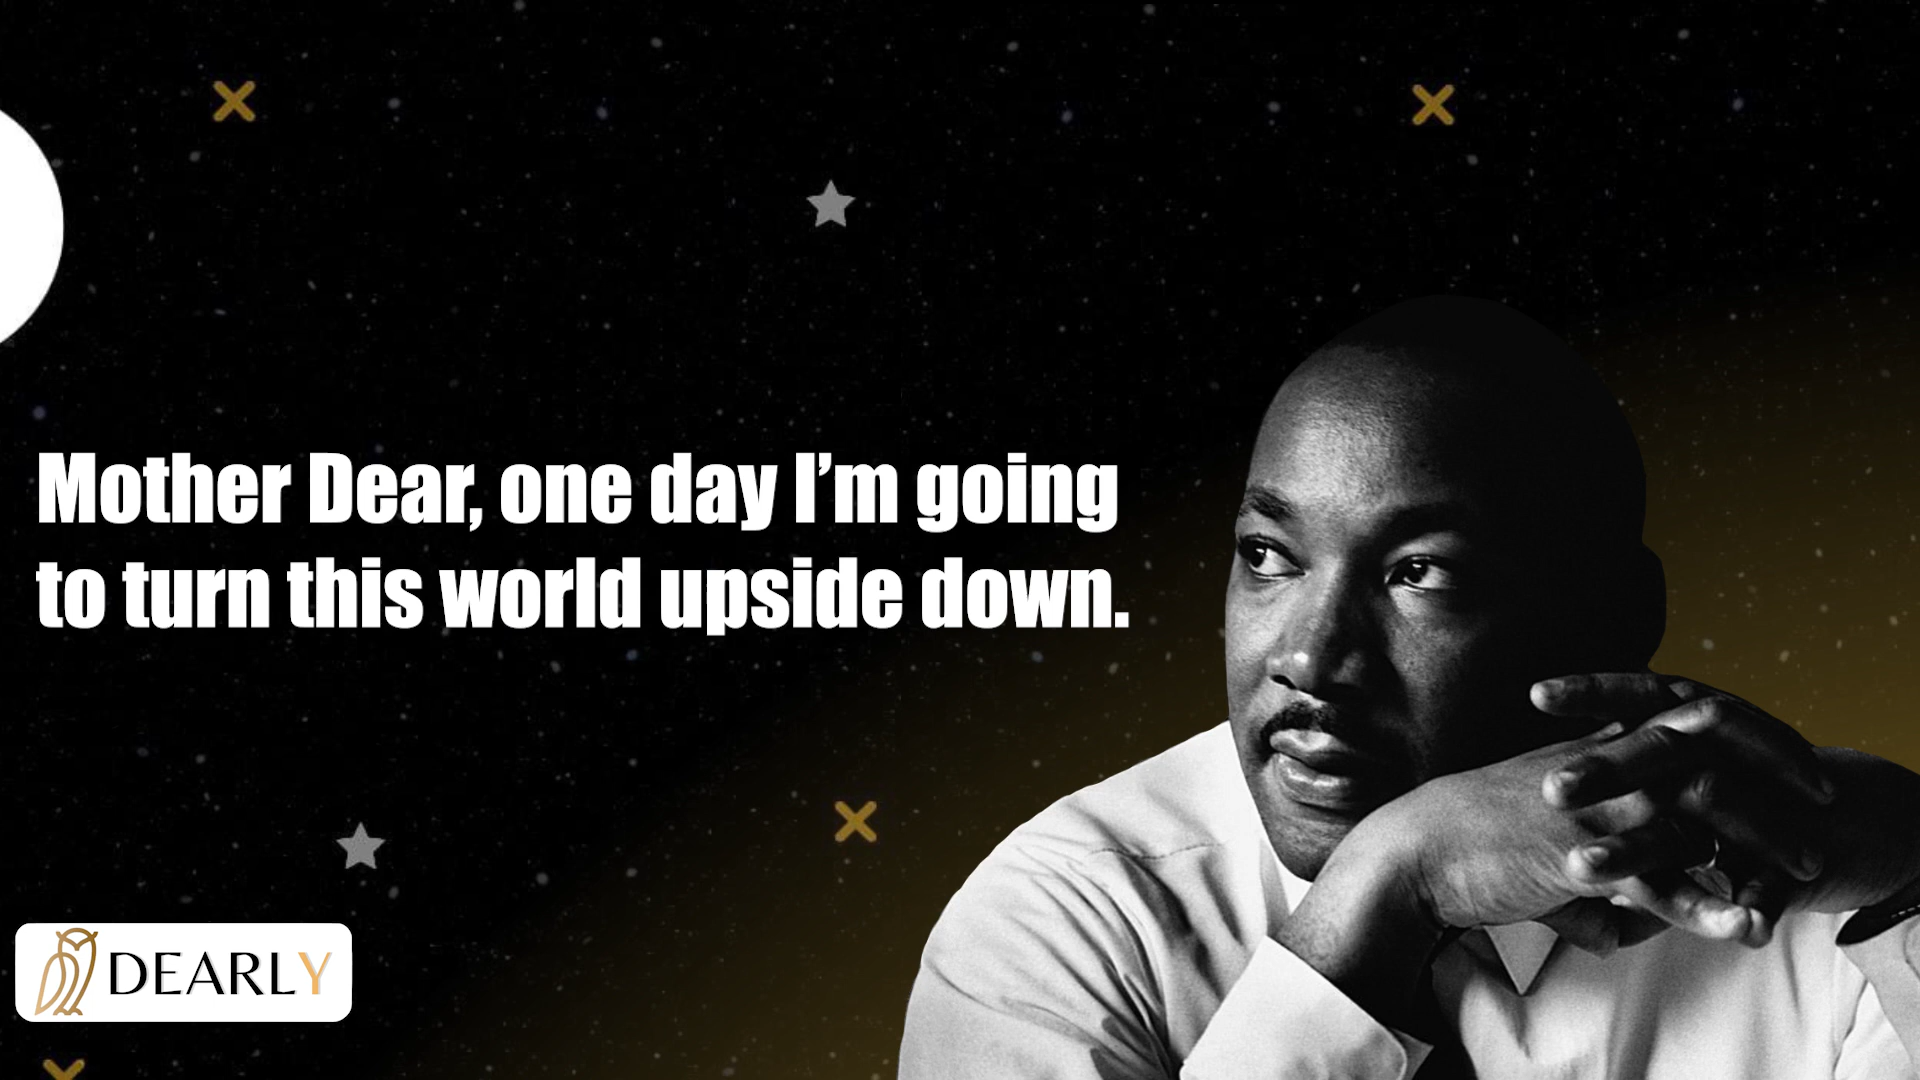 Mother Dear, one day I’m going
to turn this world upside down.
DEARLY